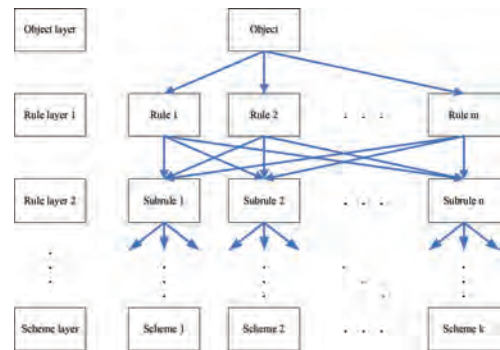 Object layer
Object
Rule layer 1
Rule 1
Rule 2
. . .
Rule m
Rule layer 2
Subrule 1
Subrule 2
. . .
Subrule n
Scheme layer
Scheme 1
Scheme 2
. . .
Scheme k